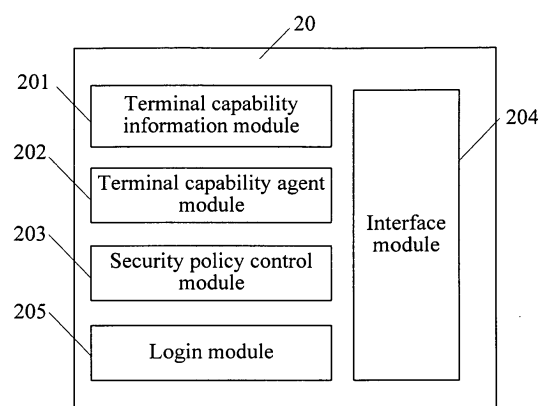 20
201
Terminal capability
information module
204
202
Terminal capability agent
module
Interface
module
203
Security policy control
module
205
Login module